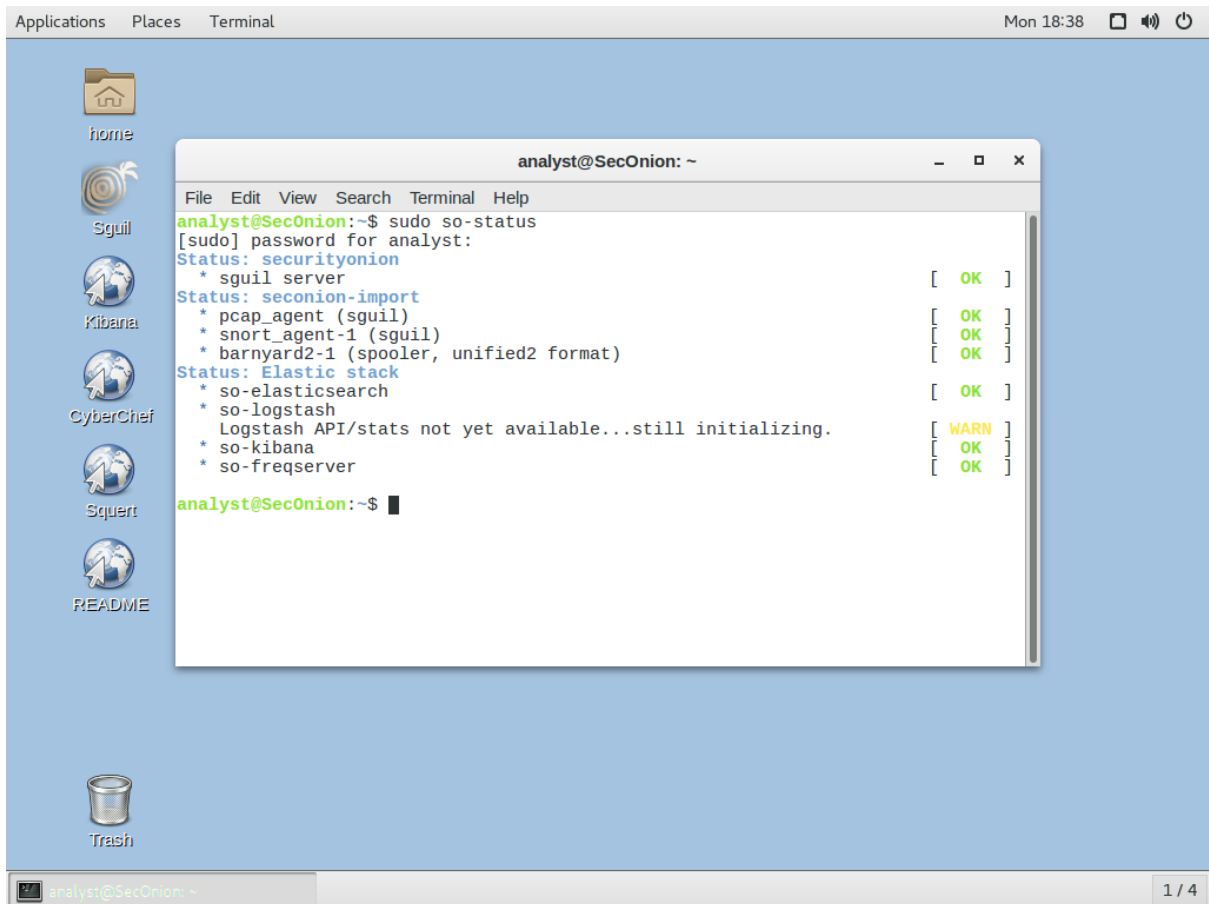 Applications Places Terminal Mon 18:38
home
Sguil
Kibana
CyberChef
Squert
README
Trash
analyst@SecOnion: ~
File Edit View Search Terminal Help
analyst@SecOnion:~$ sudo so-status
[sudo] password for analyst:
Status: securityonion
* sguil server [ OK ]
Status: seconion-import
* pcap_agent (sguil) [ OK ]
* snort_agent-1 (sguil) [ OK ]
* barnyard2-1 (spooler, unified2 format) [ OK ]
Status: Elastic stack
* so-elasticsearch [ OK ]
* so-logstash
Logstash API/stats not yet available...still initializing. [ WARN ]
* so-kibana [ OK ]
* so-freqserver [ OK ]
analyst@SecOnion:~$
analyst@SecOnion: ~ 1 / 4